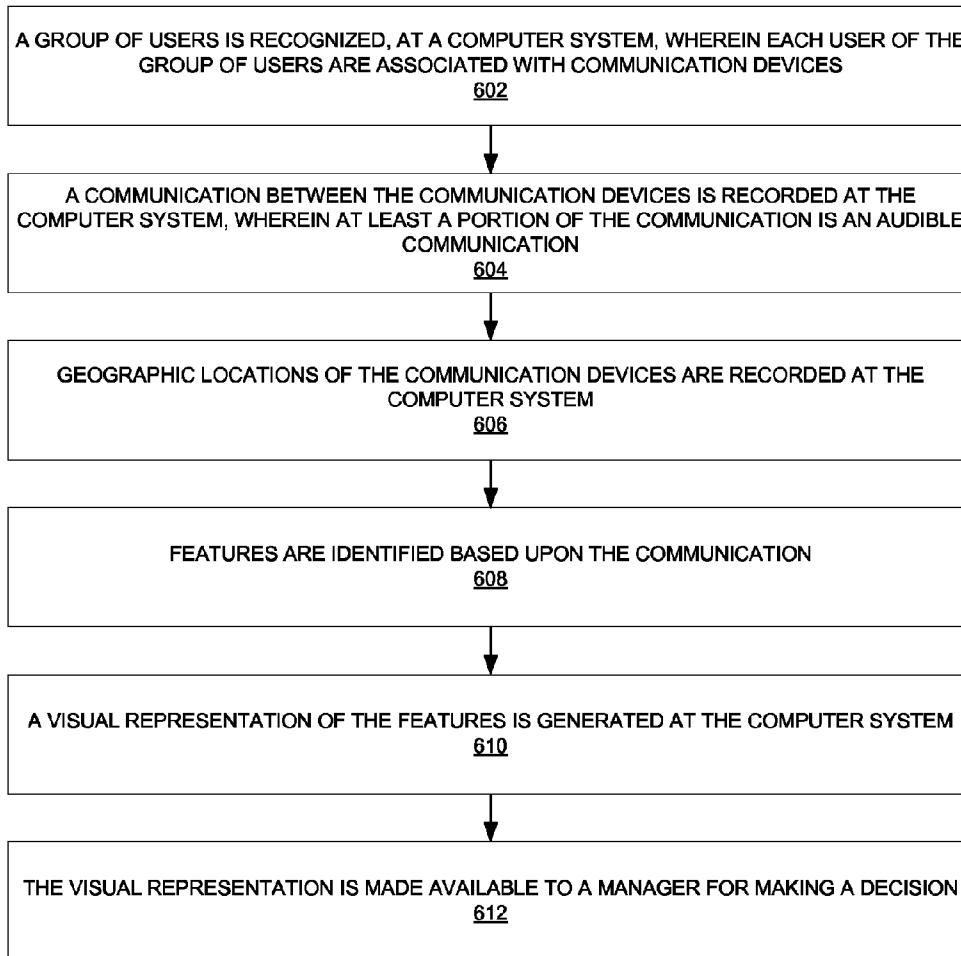 A GROUP OF USERS IS RECOGNIZED, AT A COMPUTER SYSTEM, WHEREIN EACH USER OF THE
GROUP OF USERS ARE ASSOCIATED WITH COMMUNICATION DEVICES
602
A COMMUNICATION BETWEEN THE COMMUNICATION DEVICES IS RECORDED AT THE
COMPUTER SYSTEM, WHEREIN AT LEAST A PORTION OF THE COMMUNICATION IS AN AUDIBLE
COMMUNICATION
604
GEOGRAPHIC LOCATIONS OF THE COMMUNICATION DEVICES ARE RECORDED AT THE
COMPUTER SYSTEM
606
FEATURES ARE IDENTIFIED BASED UPON THE COMMUNICATION
608
A VISUAL REPRESENTATION OF THE FEATURES IS GENERATED AT THE COMPUTER SYSTEM
610
THE VISUAL REPRESENTATION IS MADE AVAILABLE TO A MANAGER FOR MAKING A DECISION
612